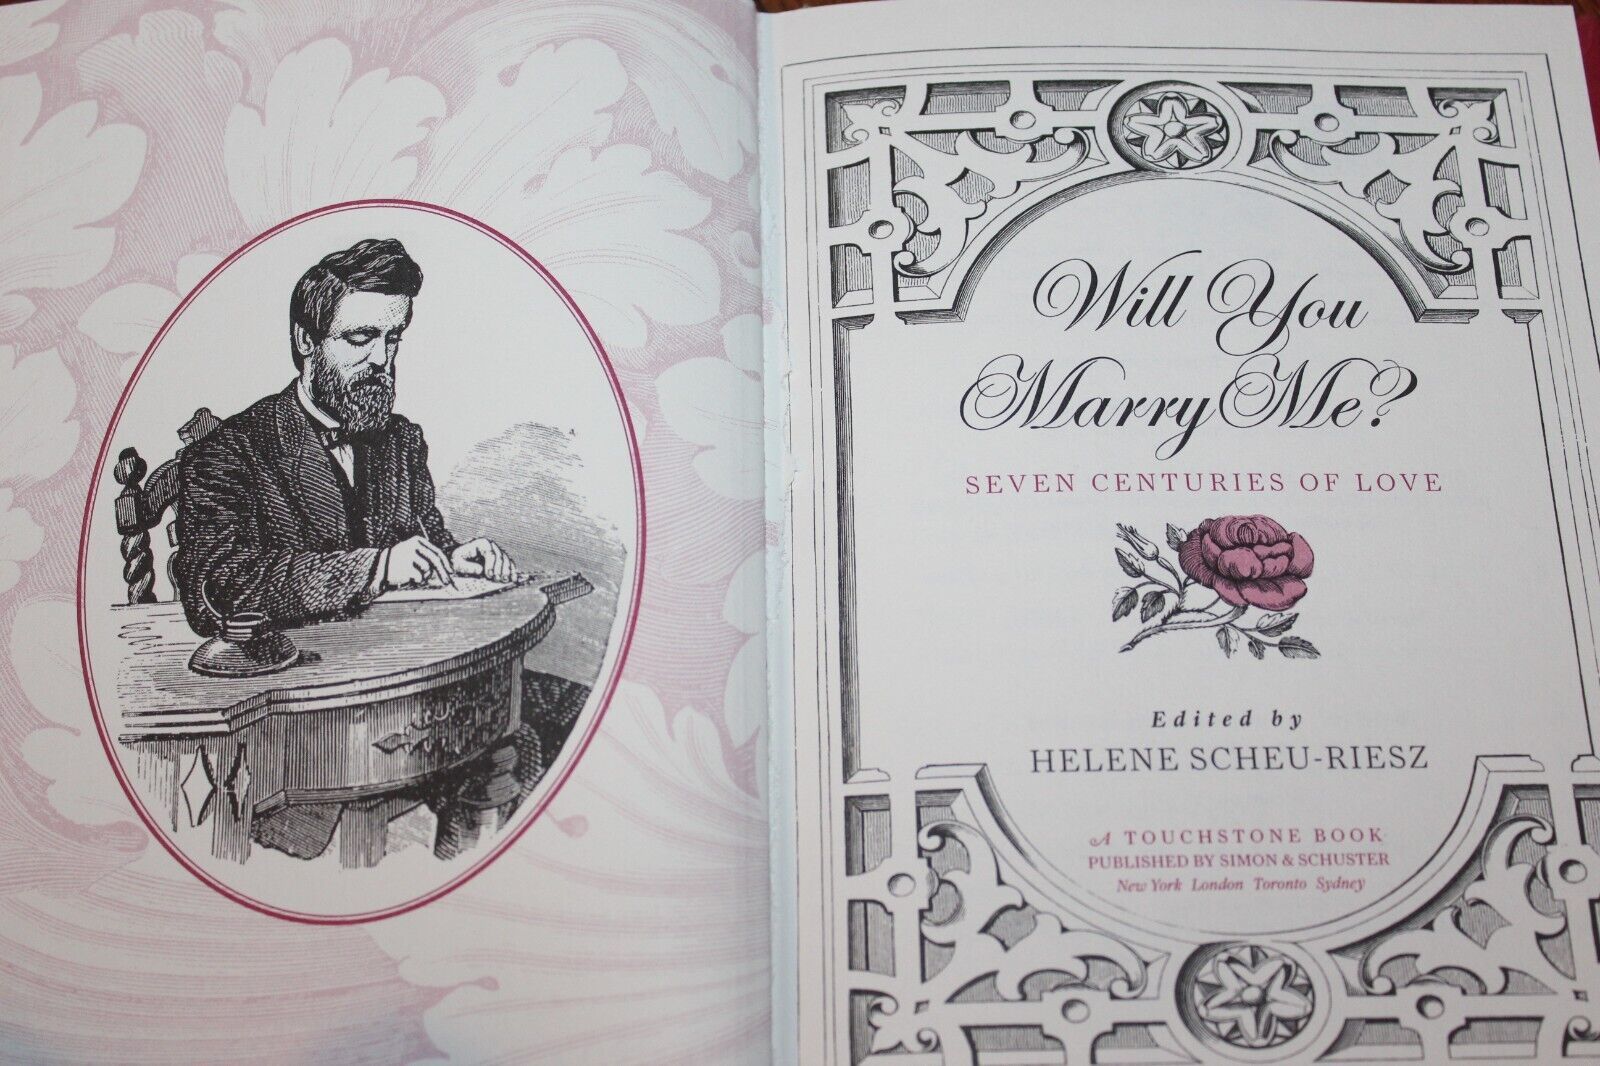 Will You
Marry Me?
SEVEN CENTURIES OF LOVE
Edited by
HELENE SCHEU-RIESZ
A TOUCHSTONE BOOK
PUBLISHED BY SIMON & SCHUSTER
New York London Toronto Sydney